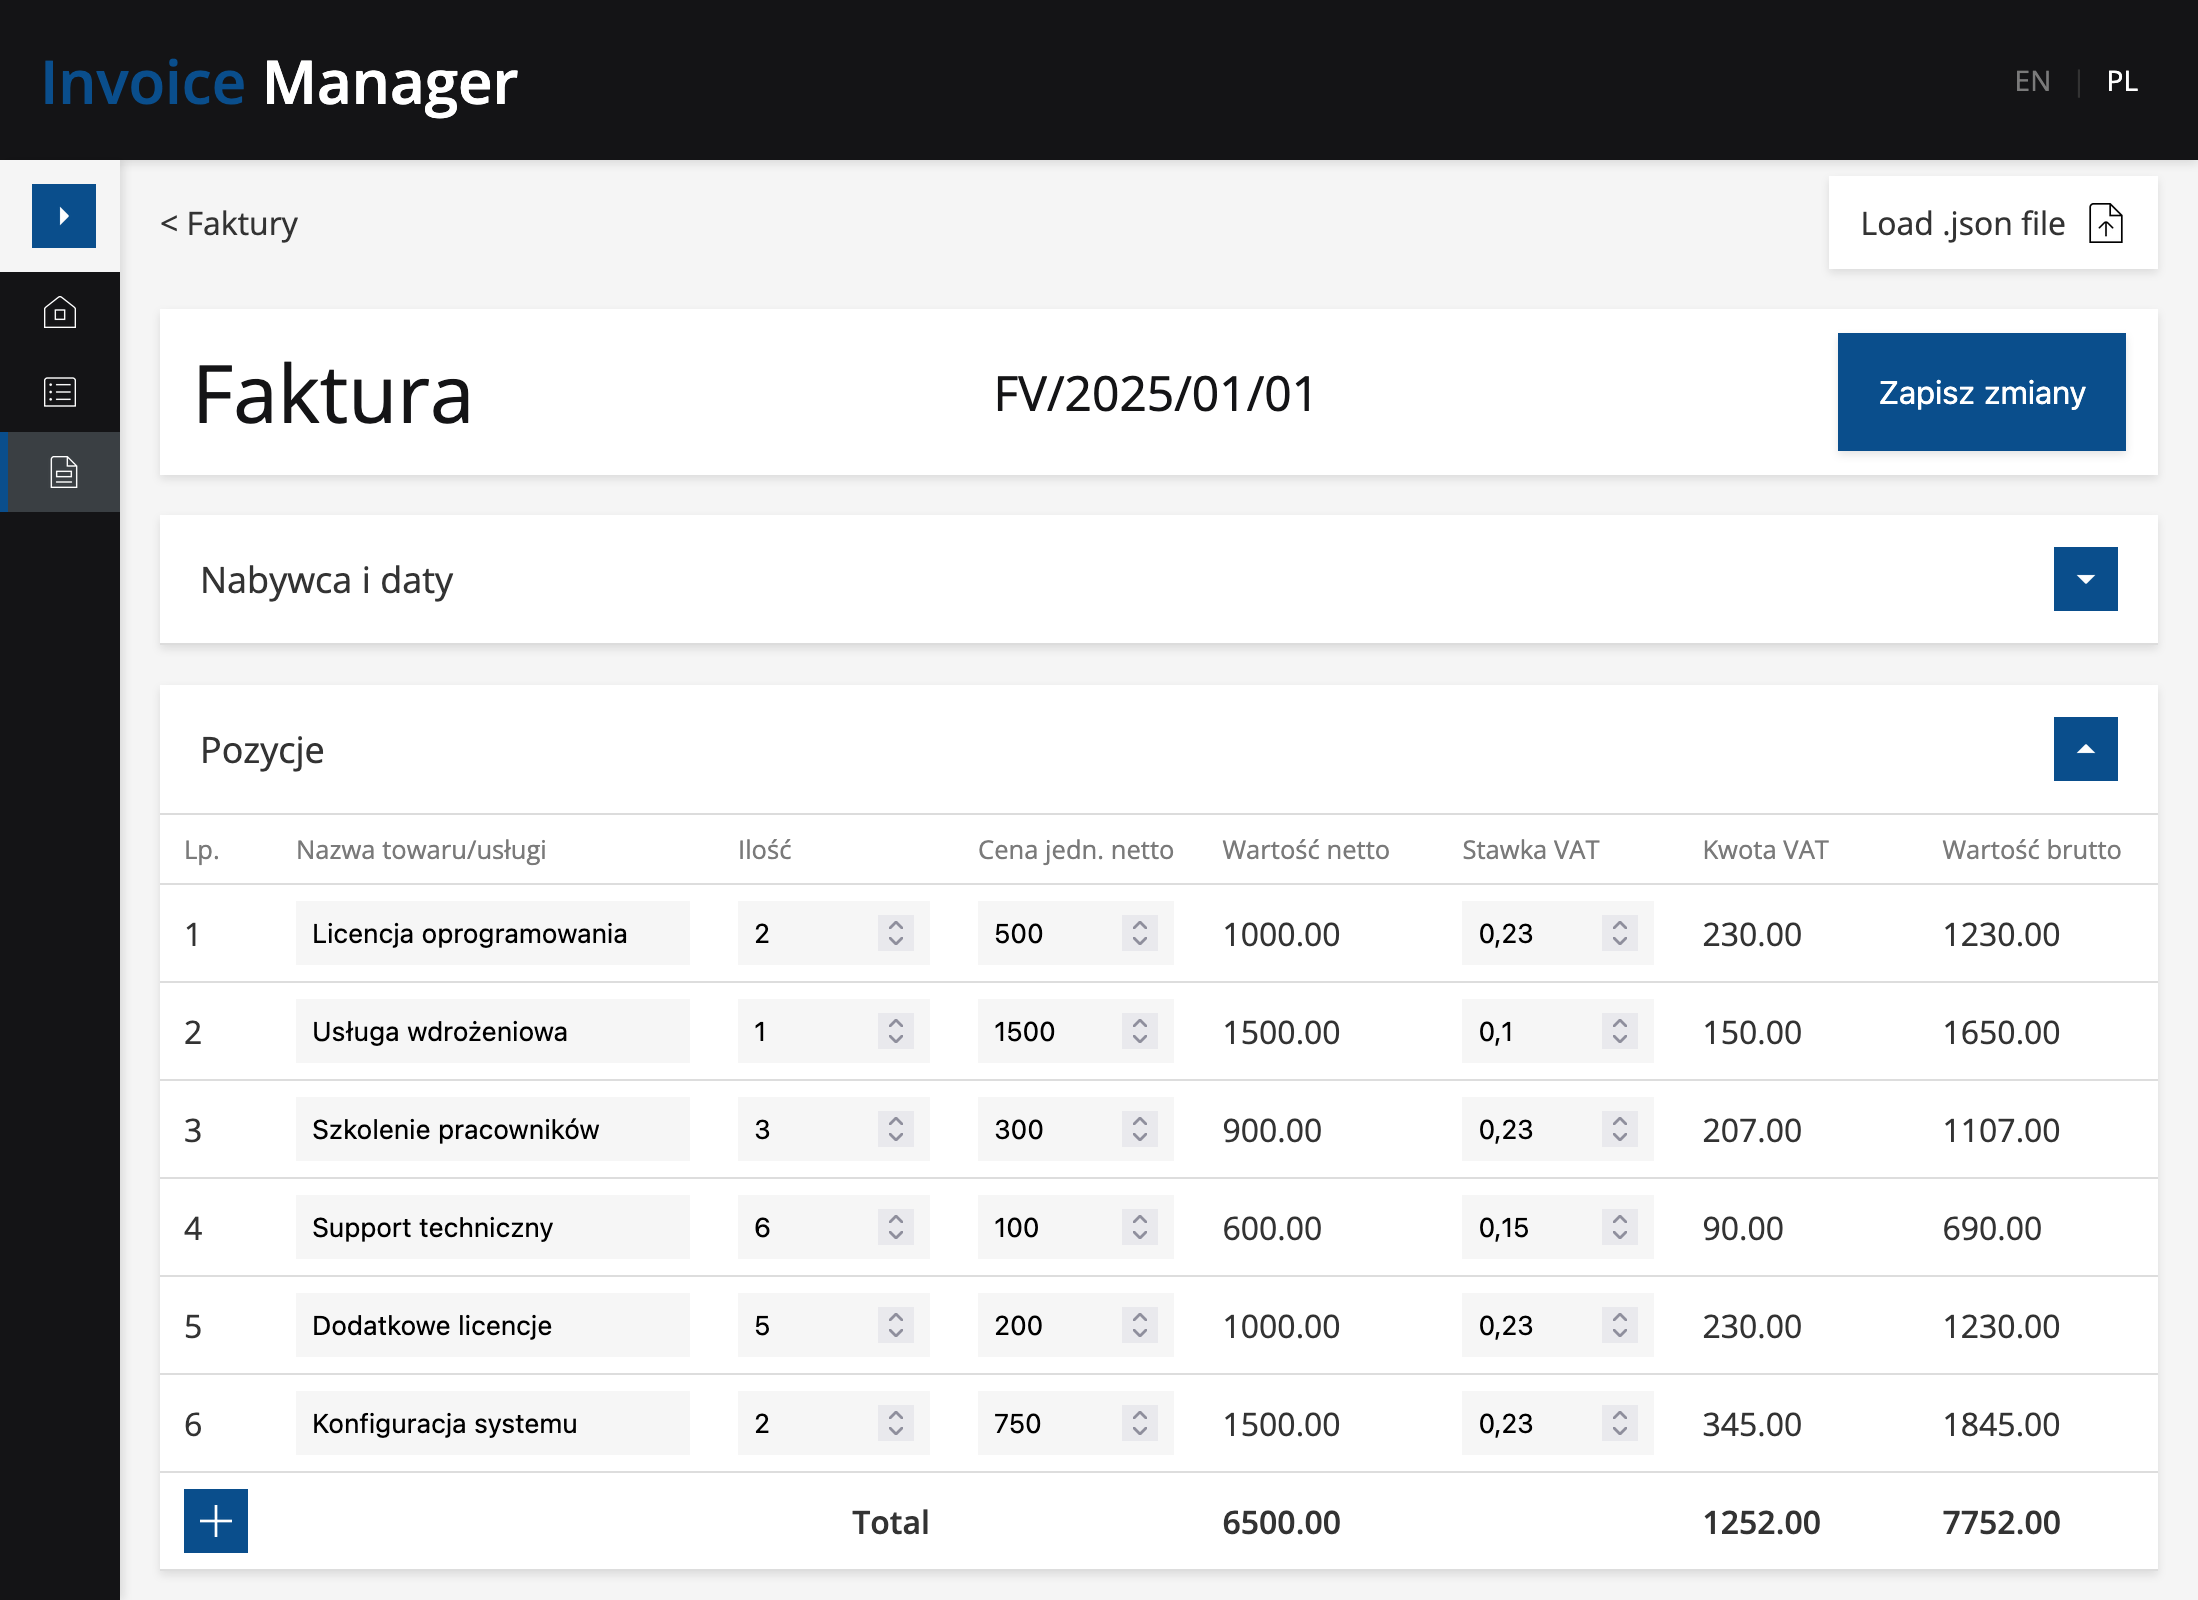 Invoice Manager
EN | PL
< Faktury
Load .json file
Faktura
FV/2025/01/01
Zapisz zmiany
Nabywca i daty
Pozycje
Lp. Nazwa towaru/usługi Ilość Cena jedn. netto Wartość netto Stawka VAT Kwota VAT Wartość brutto
1 Licencja oprogramowania 2 500 1000.00 0,23 230.00 1230.00
2 Usługa wdrożeniowa 1 1500 1500.00 0,1 150.00 1650.00
3 Szkolenie pracowników 3 300 900.00 0,23 207.00 1107.00
4 Support techniczny 6 100 600.00 0,15 90.00 690.00
5 Dodatkowe licencje 5 200 1000.00 0,23 230.00 1230.00
6 Konfiguracja systemu 2 750 1500.00 0,23 345.00 1845.00
Total 6500.00 1252.00 7752.00